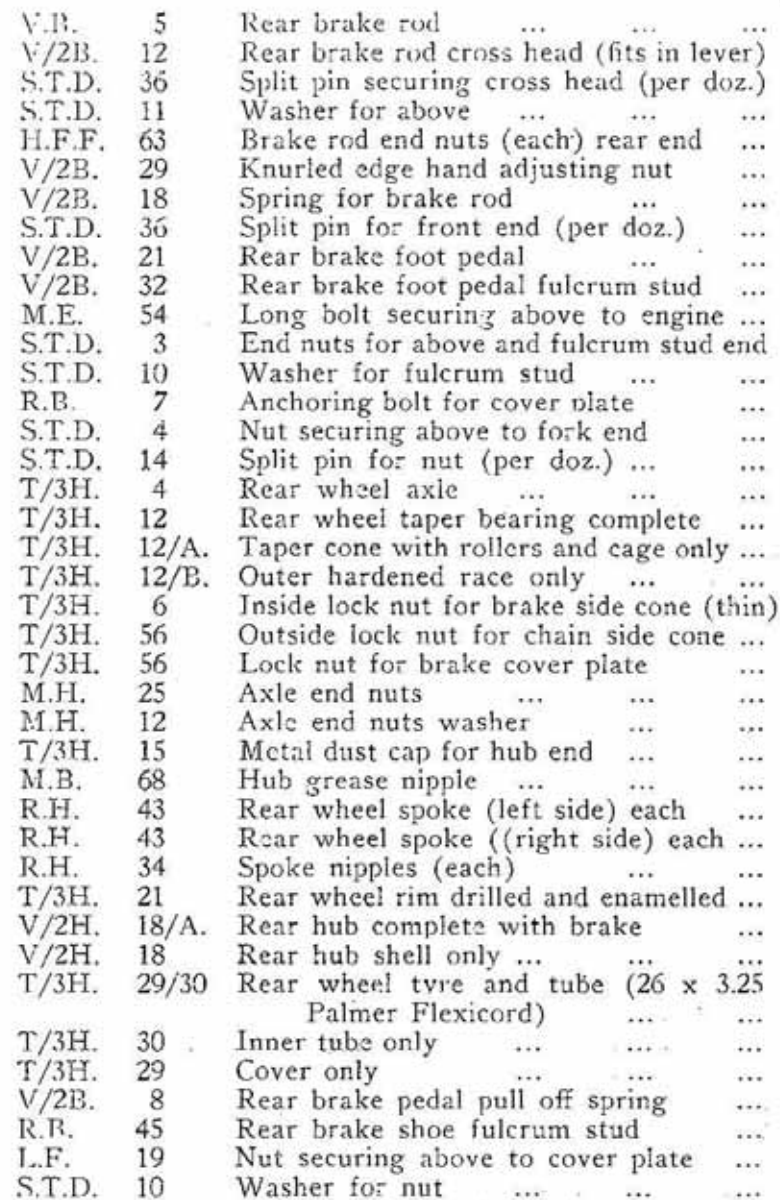 V.B. 5 Rear brake rod ... ... ...
V/2B. 12 Rear brake rod cross head (fits in lever)
S.T.D. 36 Split pin securing cross head (per doz.)
S.T.D. 11 Washer for above ... ... ...
H.F.F. 63 Brake rod end nuts (each) rear end ...
V/2B. 29 Knurled edge hand adjusting nut ...
V/2B. 18 Spring for brake rod ... ...
S.T.D. 36 Split pin for front end (per doz.) ...
V/2B. 21 Rear brake foot pedal ... ...
V/2B. 32 Rear brake foot pedal fulcrum stud ...
M.E. 54 Long bolt securing above to engine ...
S.T.D. 3 End nuts for above and fulcrum stud end
S.T.D. 10 Washer for fulcrum stud ... ...
R.B. 7 Anchoring bolt for cover plate ...
S.T.D. 4 Nut securing above to fork end ...
S.T.D. 14 Split pin for nut (per doz.) ... ...
T/3H. 4 Rear wheel axle ... ... ...
T/3H. 12 Rear wheel taper bearing complete ...
T/3H. 12/A. Taper cone with rollers and cage only ...
T/3H. 12/B. Outer hardened race only ... ...
T/3H. 6 Inside lock nut for brake side cone (thin)
T/3H. 56 Outside lock nut for chain side cone ...
T/3H. 56 Lock nut for brake cover plate ...
M.H. 25 Axle end nuts ... ... ...
M.H. 12 Axle end nuts washer ... ...
T/3H. 15 Metal dust cap for hub end ... ...
M.B. 68 Hub grease nipple ... ... ...
R.H. 43 Rear wheel spoke (left side) each ...
R.H. 43 Rear wheel spoke ((right side) each ...
R.H. 34 Spoke nipples (each) ... ...
T/3H. 21 Rear wheel rim drilled and enamelled ...
V/2H. 18/A. Rear hub complete with brake ...
V/2H. 18 Rear hub shell only ... ... ...
T/3H. 29/30 Rear wheel tyre and tube (26 x 3.25
Palmer Flexicord) ... ...
T/3H. 30 Inner tube only ... ... ...
T/3H. 29 Cover only ... ... ...
V/2B. 8 Rear brake pedal pull off spring ...
R.B. 45 Rear brake shoe fulcrum stud ...
L.F. 19 Nut securing above to cover plate ...
S.T.D. 10 Washer for nut ... ... ...